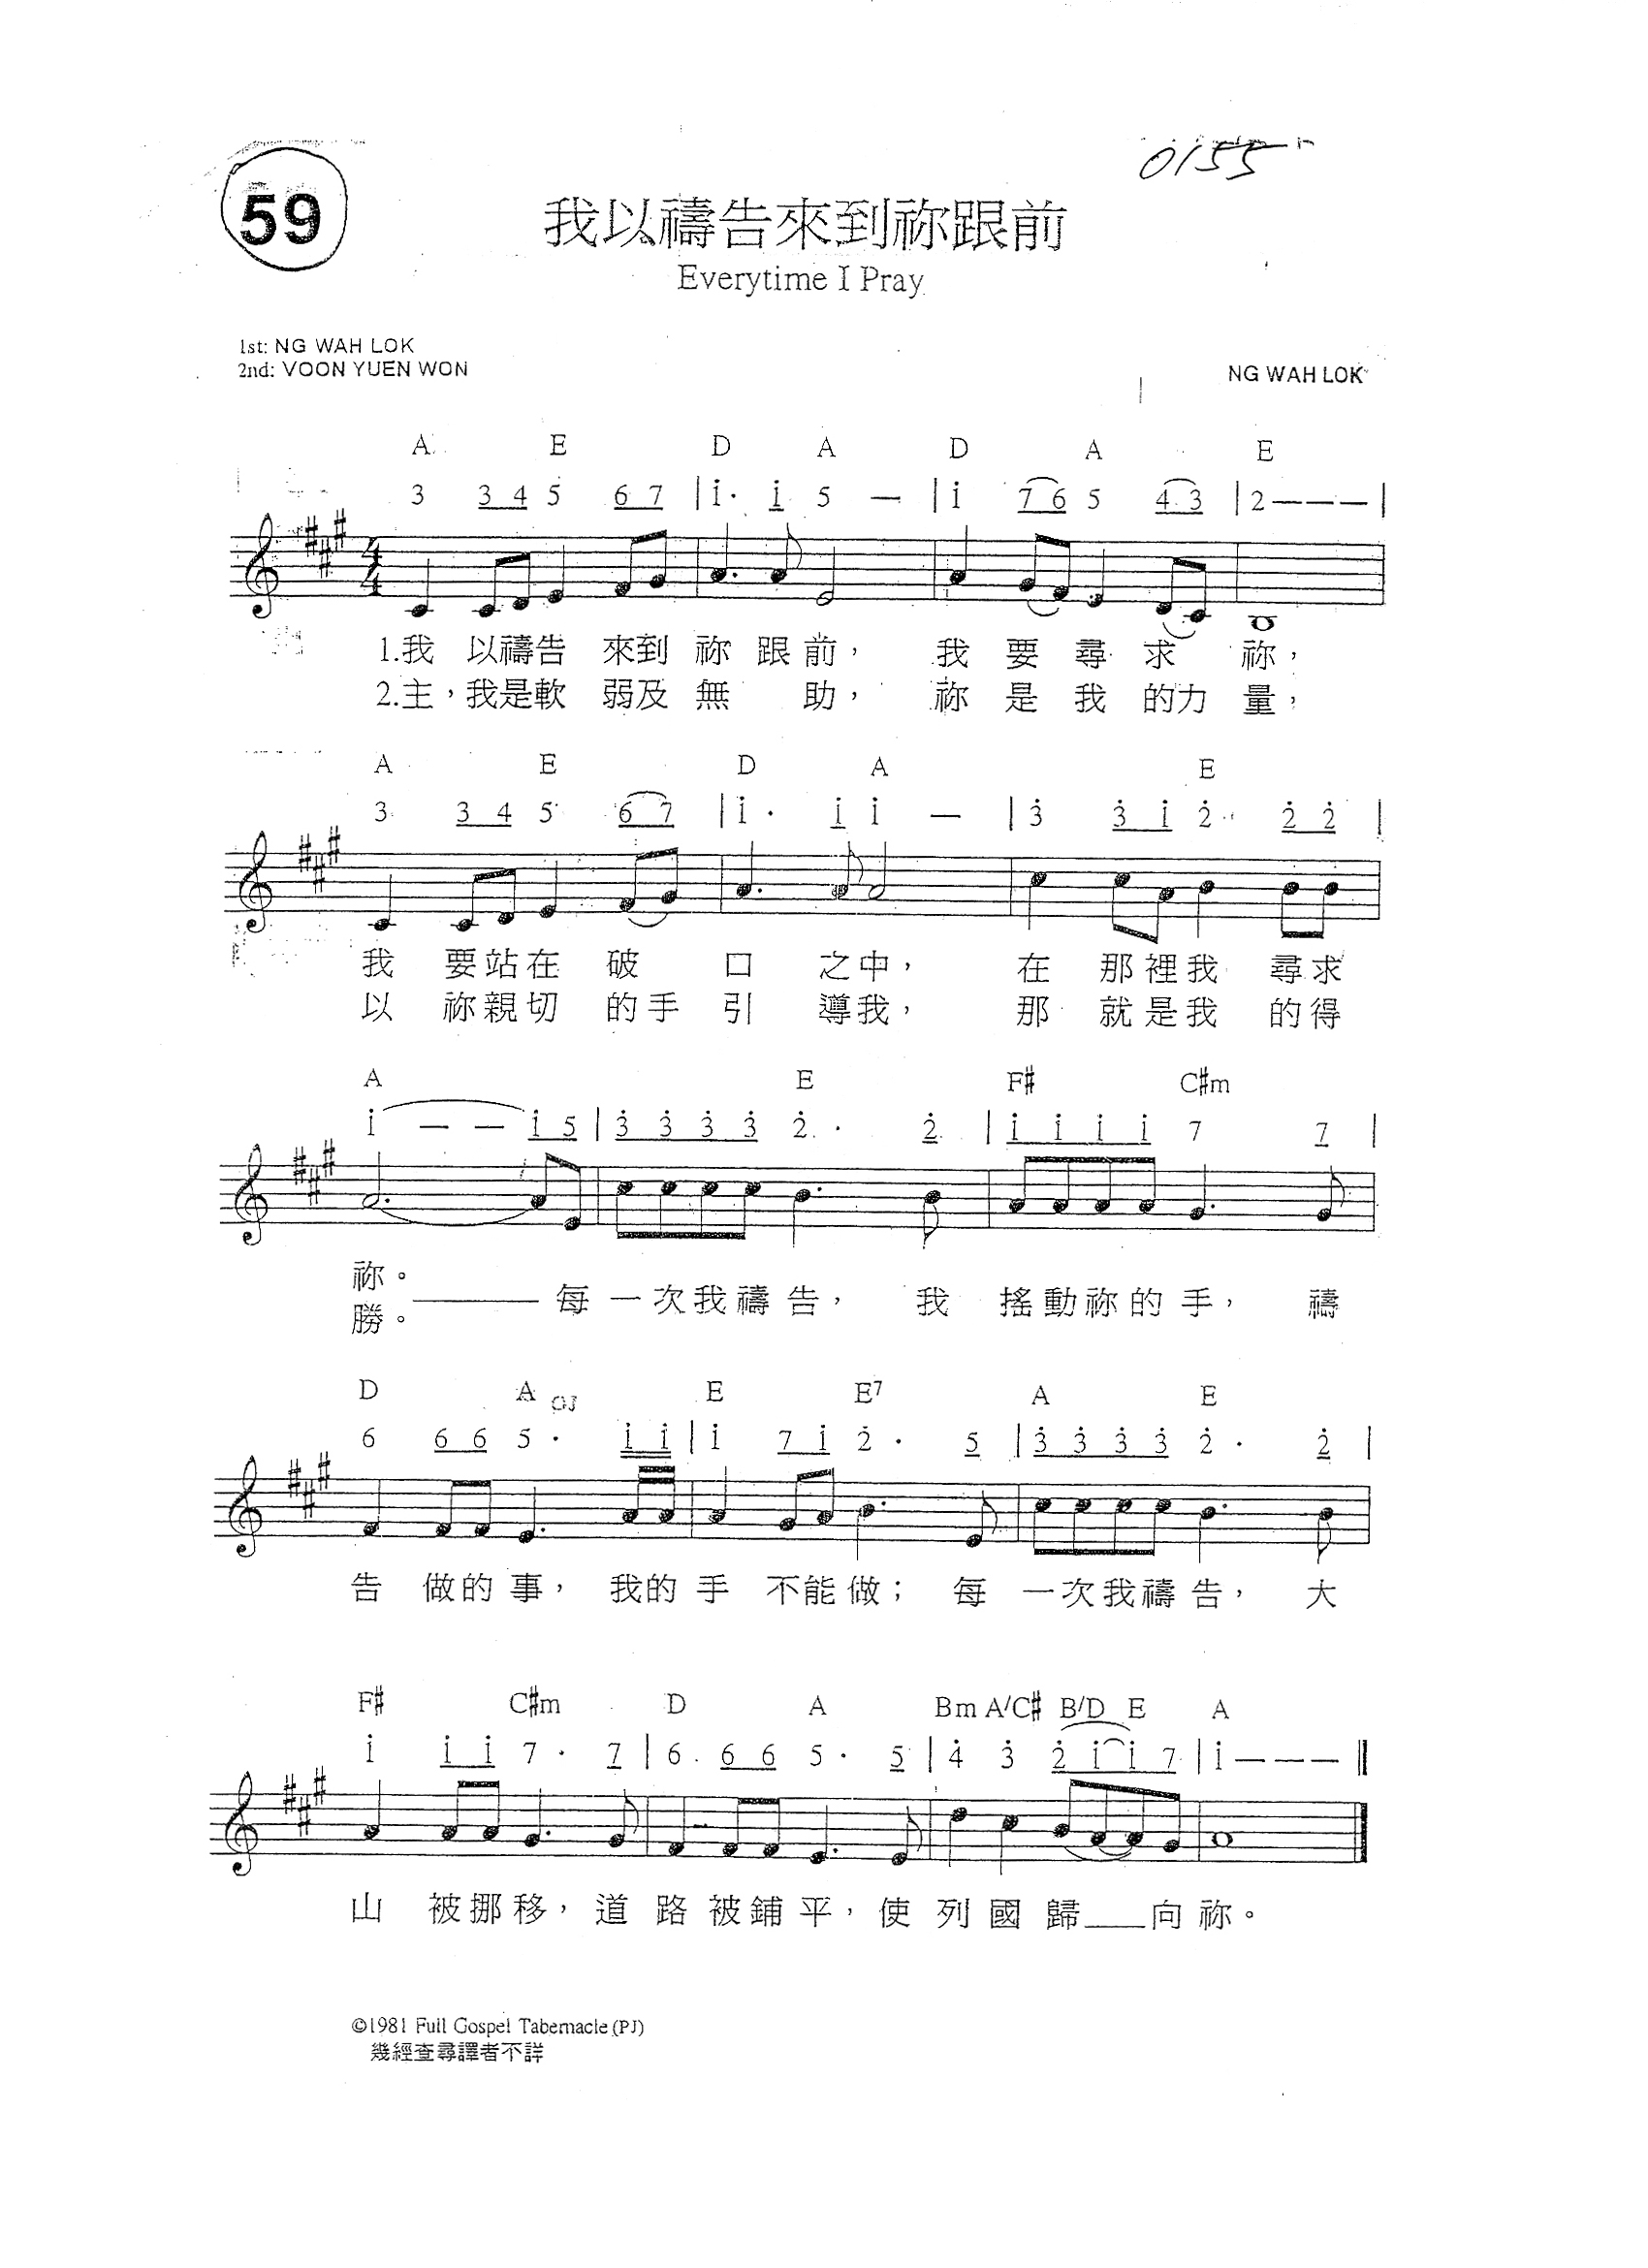 0155
59
我以禱告來到祢跟前
Everytime I Pray
1st: NG WAH LOK
2nd: VOON YUEN WON
NG WAH LOK
A E D A D A E
3 3 4 5 6 7 | i· i 5 — | i 7 6 5 4 3 | 2 — — — |
4/4
1.我 以禱告 來到 祢 跟前， 我 要 尋 求 祢，
2.主，我是軟 弱及 無 助， 祢 是 我 的力 量，
A E D A E
3 3 4 5 6 7 | i· i i — | 3̇ 3̇ i 2̇· 2̇ 2̇ |
我 要站在 破 口 之中， 在 那裡我 尋求
以 祢親切 的手 引 導我， 那 就是我 的得
A E F# C#m
i — — i 5 | 3̇ 3̇ 3̇ 3̇ 2̇· 2̇ | i i i i 7 7 |
祢。 每 一次我禱告， 我 搖動祢的手， 禱
勝。
D A E E7 A E
6 6 6 5· i i | i 7 i 2̇· 5 | 3̇ 3̇ 3̇ 3̇ 2̇· 2̇ |
告 做的事， 我的手 不能做； 每 一次我禱告， 大
F# C#m D A Bm A/C# B/D E A
i i i 7· 7 | 6 6 6 5· 5 | 4̇ 3̇ 2̇ i i 7 | i — — — ‖
山 被挪移， 道 路 被鋪平， 使 列 國 歸___向 祢。
©1981 Full Gospel Tabernacle (PJ)
幾經查尋譯者不詳